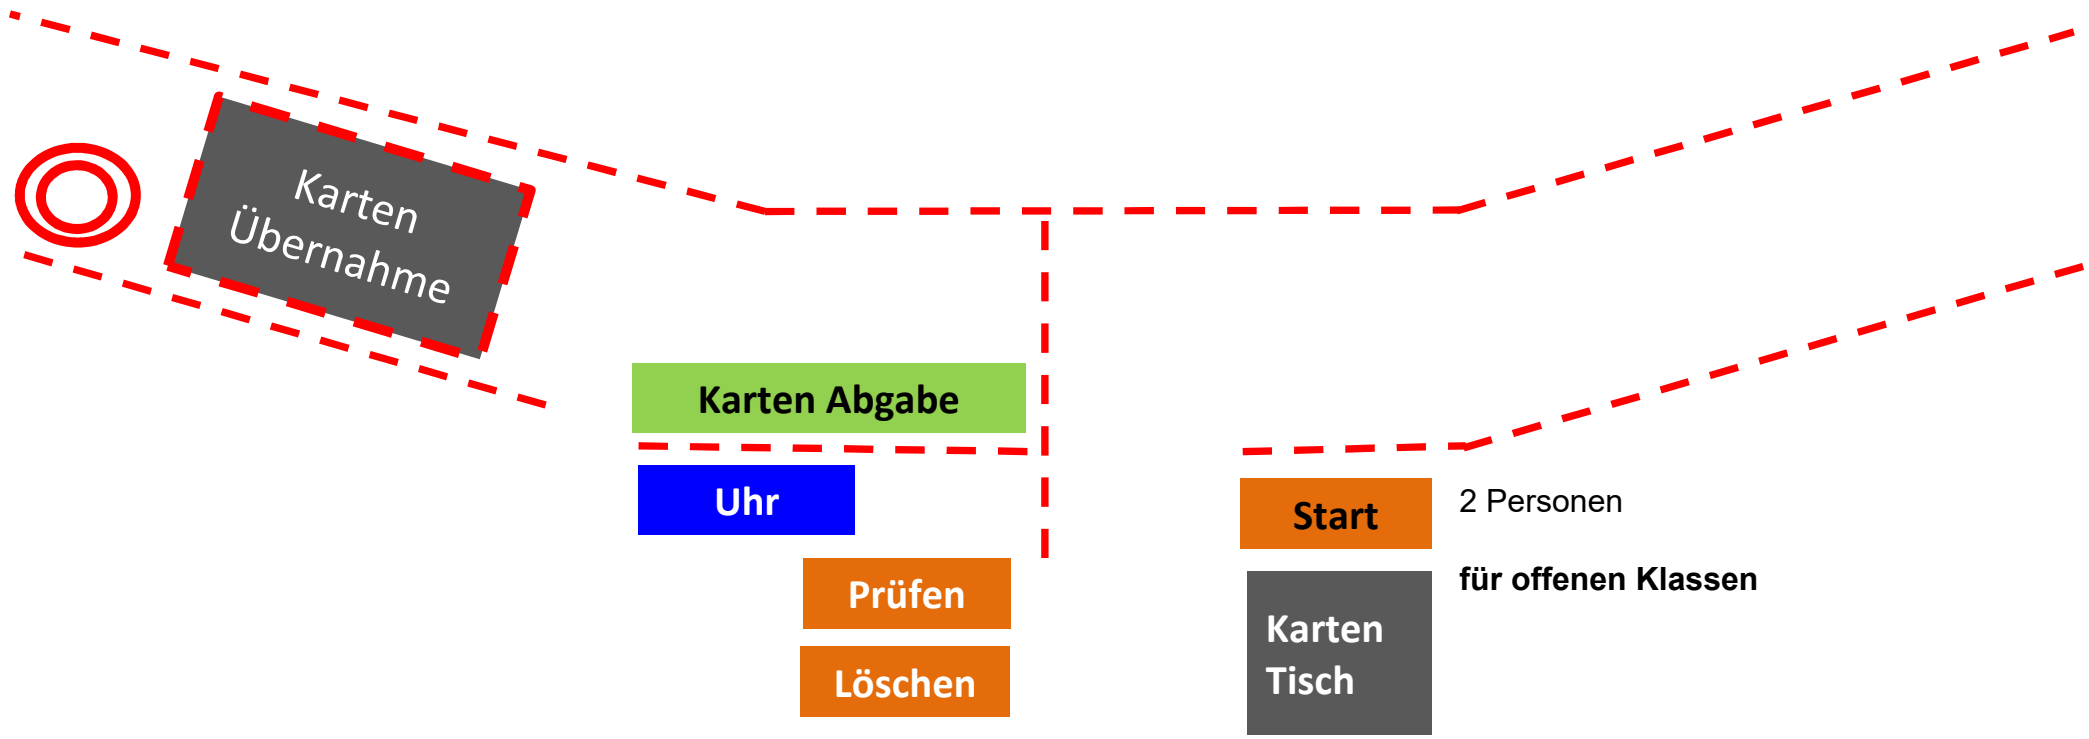 Karten
Übernahme
Karten Abgabe
Uhr
Start
2 Personen
Prüfen
für offenen Klassen
Karten
Tisch
Löschen